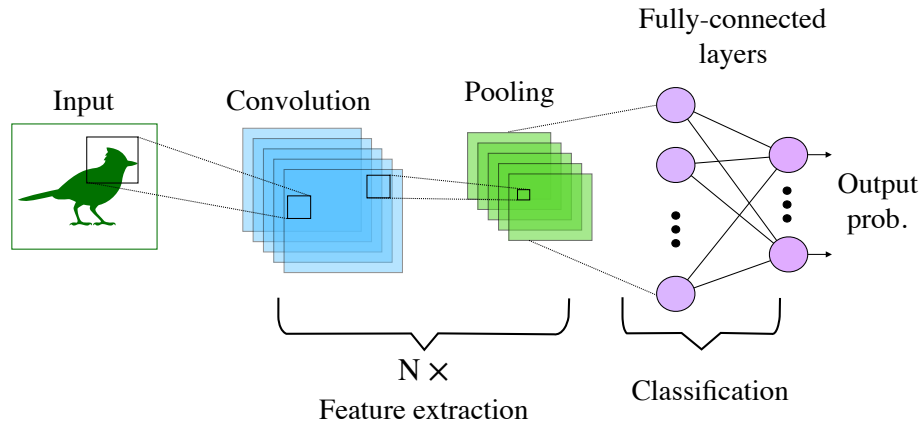 Fully-connected
layers
Input
Convolution
Pooling
Output
prob.
N ×
Feature extraction
Classification